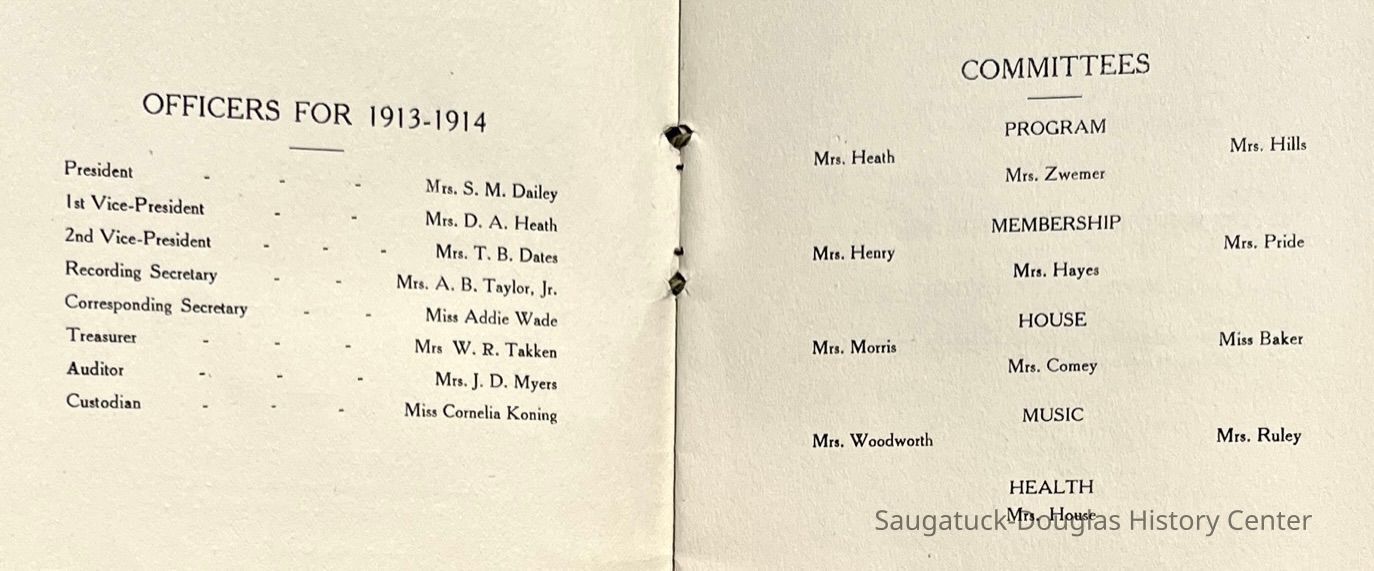 OFFICERS FOR 1913-1914
President - - - Mrs. S. M. Dailey
1st Vice-President - - Mrs. D. A. Heath
2nd Vice-President - - - Mrs. T. B. Dates
Recording Secretary - - Mrs. A. B. Taylor, Jr.
Corresponding Secretary - - Miss Addie Wade
Treasurer - - - Mrs W. R. Takken
Auditor - - - Mrs. J. D. Myers
Custodian - - - Miss Cornelia Koning
COMMITTEES
PROGRAM
Mrs. Heath Mrs. Hills
Mrs. Zwemer
MEMBERSHIP
Mrs. Henry Mrs. Pride
Mrs. Hayes
HOUSE
Mrs. Morris Miss Baker
Mrs. Comey
MUSIC
Mrs. Woodworth Mrs. Ruley
HEALTH
Mrs. House
Saugatuck-Douglas History Center